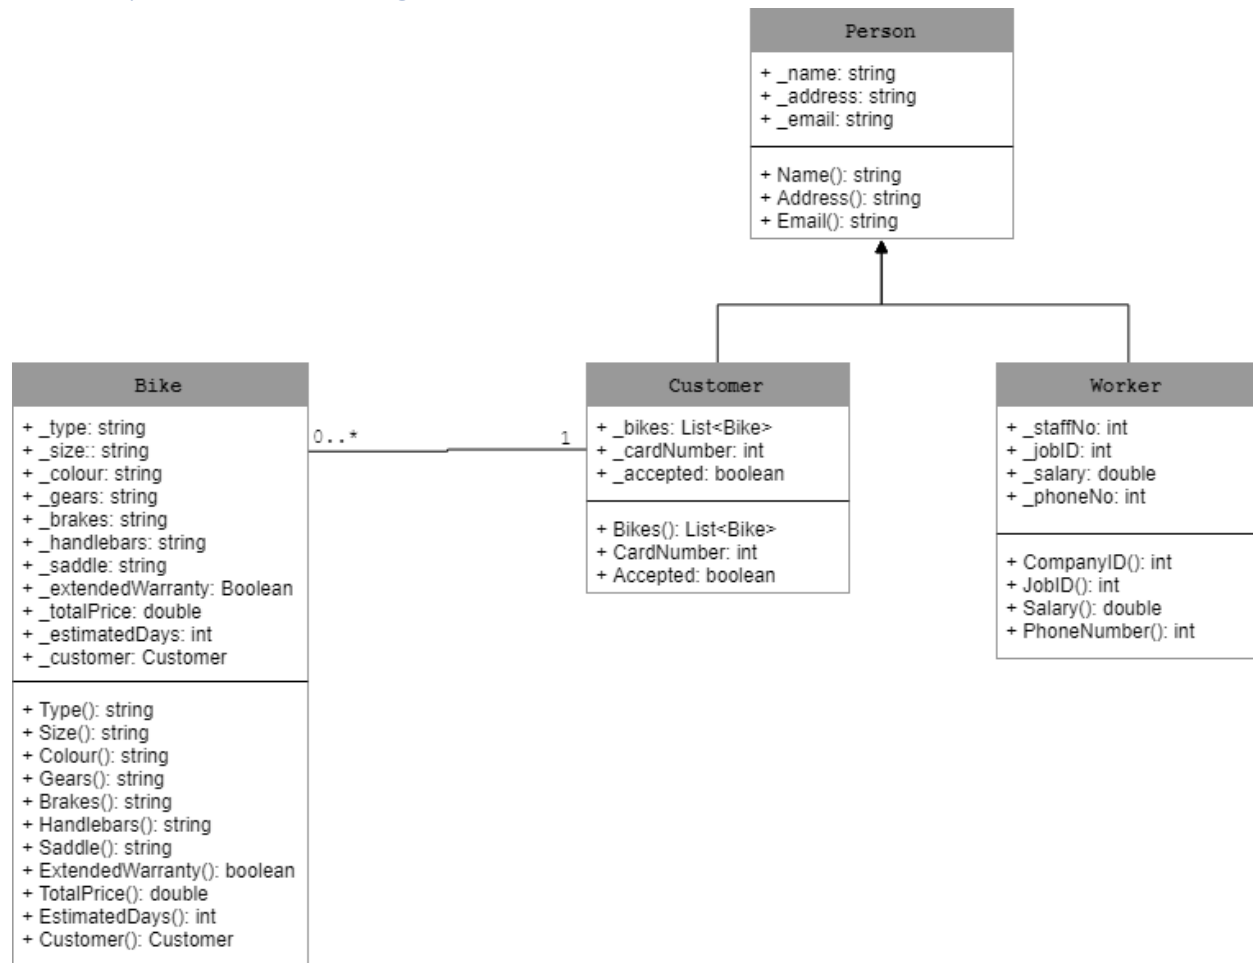 Person
+ _name: string
+ _address: string
+ _email: string
+ Name(): string
+ Address(): string
+ Email(): string
Bike
+ _type: string
+ _size:: string
+ _colour: string
+ _gears: string
+ _brakes: string
+ _handlebars: string
+ _saddle: string
+ _extendedWarranty: Boolean
+ _totalPrice: double
+ _estimatedDays: int
+ _customer: Customer
+ Type(): string
+ Size(): string
+ Colour(): string
+ Gears(): string
+ Brakes(): string
+ Handlebars(): string
+ Saddle(): string
+ ExtendedWarranty(): boolean
+ TotalPrice(): double
+ EstimatedDays(): int
+ Customer(): Customer
0..*
1
Customer
+ _bikes: List<Bike>
+ _cardNumber: int
+ _accepted: boolean
+ Bikes(): List<Bike>
+ CardNumber: int
+ Accepted: boolean
Worker
+ _staffNo: int
+ _jobID: int
+ _salary: double
+ _phoneNo: int
+ CompanyID(): int
+ JobID(): int
+ Salary(): double
+ PhoneNumber(): int